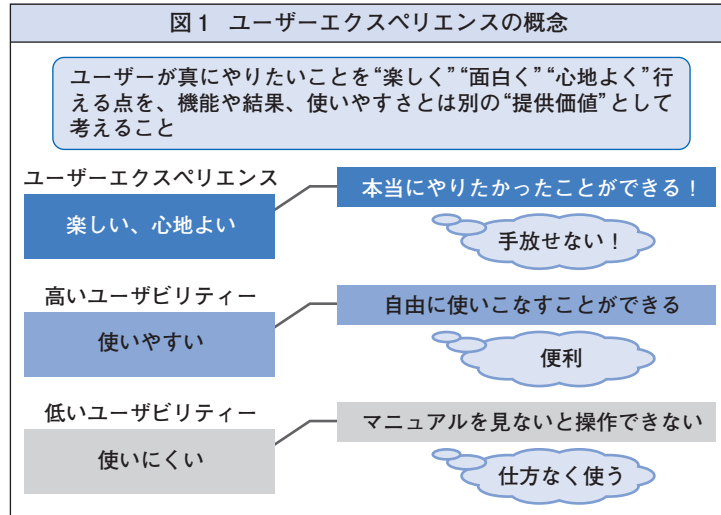 図1 ユーザーエクスペリエンスの概念
ユーザーが真にやりたいことを“楽しく”“面白く”“心地よく”行
える点を、機能や結果、使いやすさとは別の“提供価値”として
考えること
ユーザーエクスペリエンス
楽しい、心地よい
本当にやりたかったことができる！
手放せない！
高いユーザビリティー
使いやすい
自由に使いこなすことができる
便利
低いユーザビリティー
使いにくい
マニュアルを見ないと操作できない
仕方なく使う